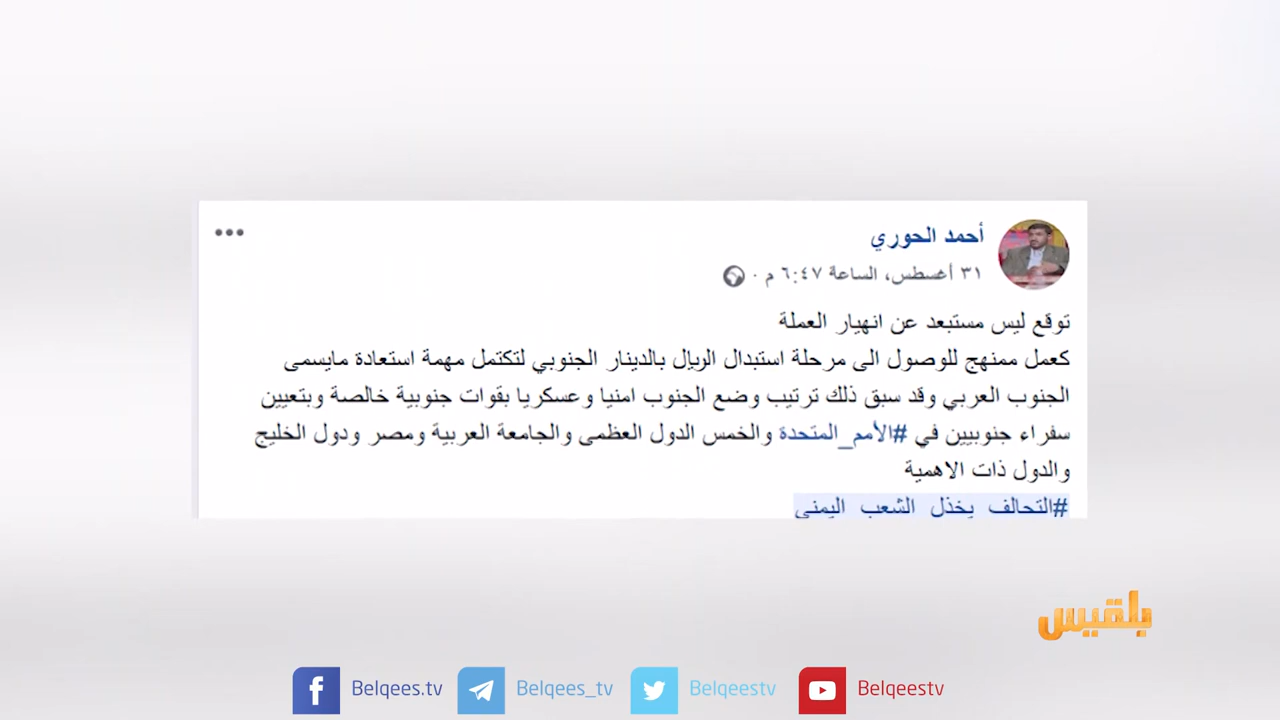 أحمد الحوري
٣١ أغسطس، الساعة ٦:٤٧ م ·
توقع ليس مستبعد عن انهيار العملة
كعمل ممنهج للوصول الى مرحلة استبدال الريال بالدينار الجنوبي لتكتمل مهمة استعادة مايسمى
الجنوب العربي وقد سبق ذلك ترتيب وضع الجنوب امنيا وعسكريا بقوات جنوبية خالصة وبتعيين
سفراء جنوبيين في #الأمم_المتحدة والخمس الدول العظمى والجامعة العربية ومصر ودول الخليج
والدول ذات الاهمية
#التحالف_يخذل_الشعب_اليمني
بلقيس
Belqees.tv
Belqees_tv
Belqeestv
Belqeestv